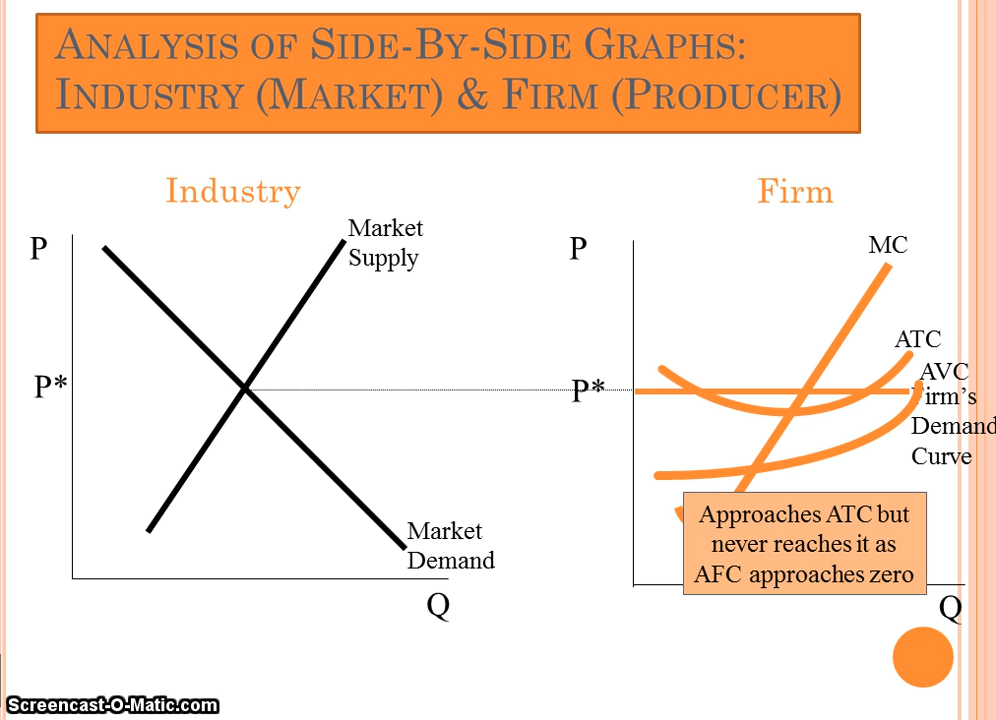 ANALYSIS OF SIDE-BY-SIDE GRAPHS:
INDUSTRY (MARKET) & FIRM (PRODUCER)
Industry
Firm
P
Market
Supply
P*
Market
Demand
Q
P
MC
ATC
AVC
P*
Firm's
Demand
Curve
Approaches ATC but
never reaches it as
AFC approaches zero
Q
Screencast-O-Matic.com